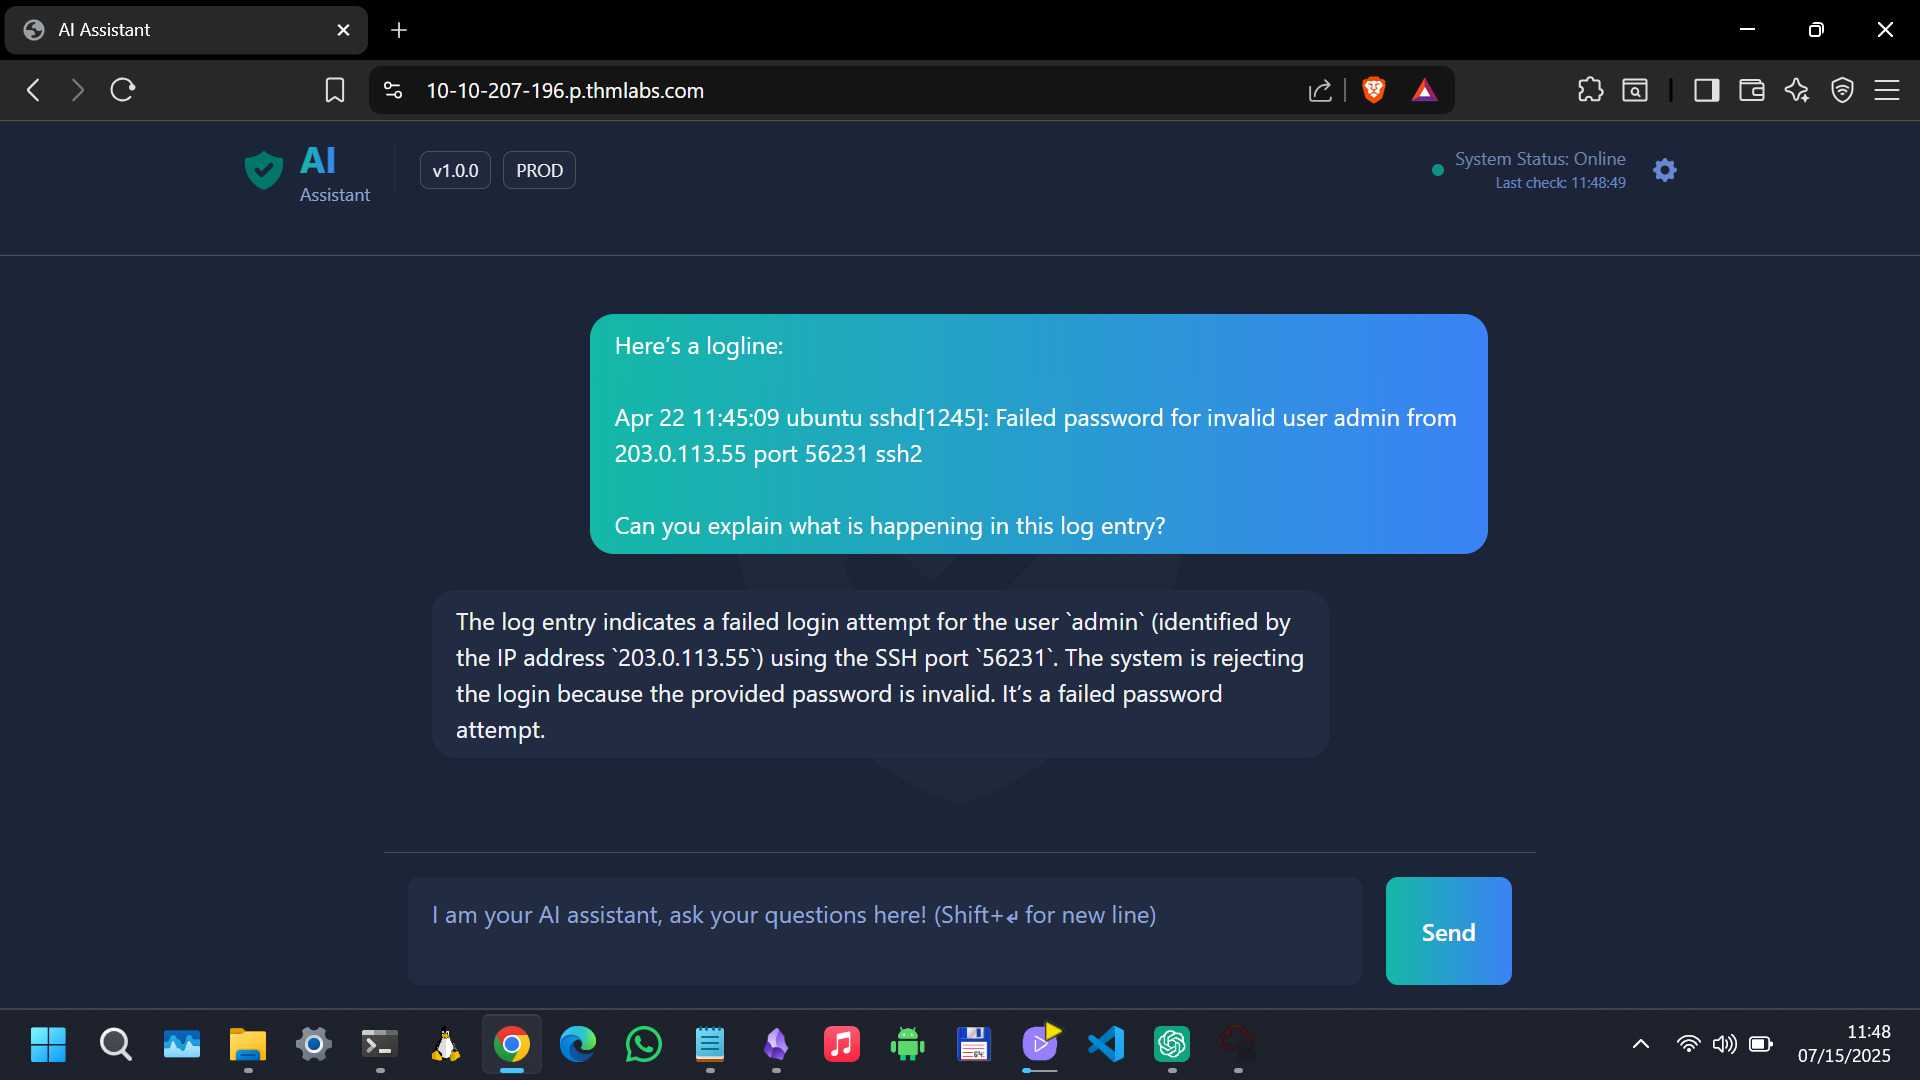 AI Assistant
10-10-207-196.p.thmlabs.com
AI
Assistant
v1.0.0
PROD
System Status: Online
Last check: 11:48:49
Here’s a logline:
Apr 22 11:45:09 ubuntu sshd[1245]: Failed password for invalid user admin from
203.0.113.55 port 56231 ssh2
Can you explain what is happening in this log entry?
The log entry indicates a failed login attempt for the user `admin` (identified by
the IP address `203.0.113.55`) using the SSH port `56231`. The system is rejecting
the login because the provided password is invalid. It’s a failed password
attempt.
I am your AI assistant, ask your questions here! (Shift+↲ for new line)
Send
64
11:48
07/15/2025